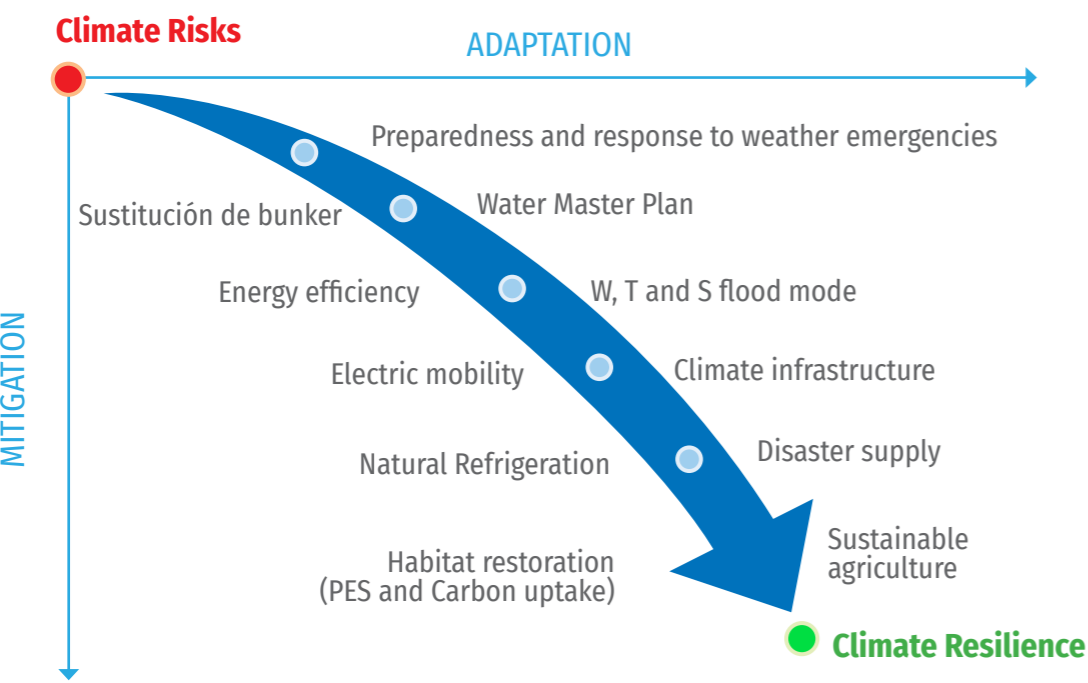 Climate Risks
ADAPTATION
MITIGATION
Preparedness and response to weather emergencies
Sustitución de bunker
Water Master Plan
Energy efficiency
W, T and S flood mode
Electric mobility
Climate infrastructure
Natural Refrigeration
Disaster supply
Habitat restoration
(PES and Carbon uptake)
Sustainable
agriculture
Climate Resilience